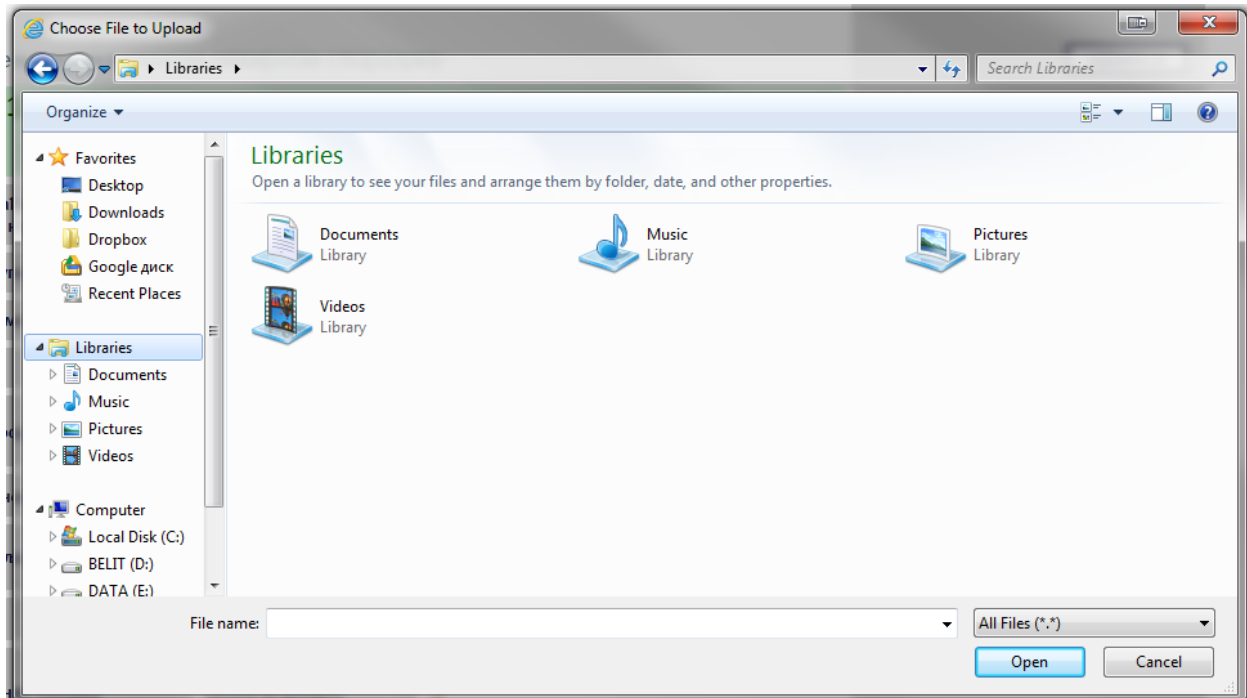 Choose File to Upload
Libraries
Search Libraries
Organize
Favorites
Desktop
Downloads
Dropbox
Google диск
Recent Places
Libraries
Documents
Music
Pictures
Videos
Computer
Local Disk (C:)
BELIT (D:)
DATA (E:)
Libraries
Open a library to see your files and arrange them by folder, date, and other properties.
Documents
Library
Music
Library
Pictures
Library
Videos
Library
File name:
All Files (*.*)
Open
Cancel